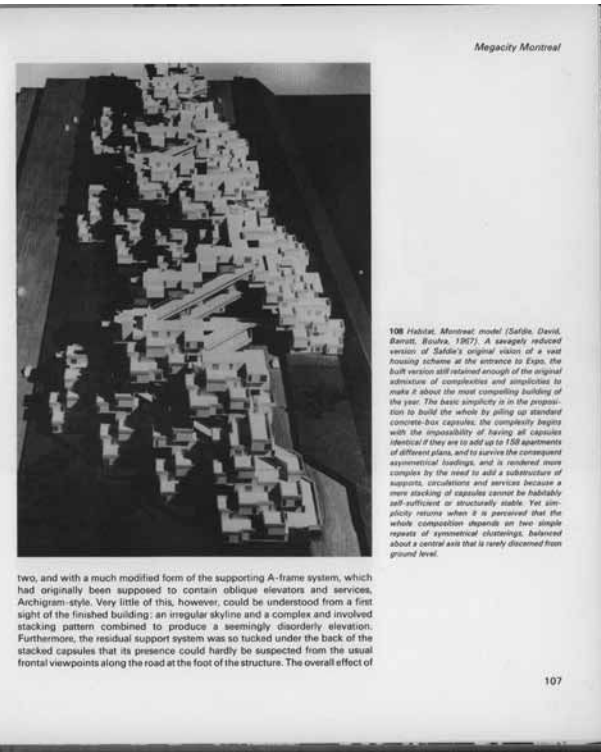 Megacity Montreal
108 Habitat, Montreal: model (Safdie, David,
Barott, Boulva, 1967). A savagely reduced
version of Safdie's original vision of a vast
housing scheme at the entrance to Expo, the
built version still retained enough of the original
admixture of complexities and simplicities to
make it about the most compelling building of
the year. The basic simplicity is in the proposi-
tion to build the whole by piling up standard
concrete-box capsules; the complexity begins
with the impossibility of having all capsules
identical if they are to add up to 158 apartments
of different plans, and to survive the consequent
asymmetrical loadings, and is rendered more
complex by the need to add a substructure of
supports, circulations and services because a
mere stacking of capsules cannot be habitably
self-sufficient or structurally stable. Yet sim-
plicity returns when it is perceived that the
whole composition depends on two simple
repeats of symmetrical clusterings, balanced
about a central axis that is rarely discerned from
ground level.
two, and with a much modified form of the supporting A-frame system, which
had originally been supposed to contain oblique elevators and services,
Archigram-style. Very little of this, however, could be understood from a first
sight of the finished building: an irregular skyline and a complex and involved
stacking pattern combined to produce a seemingly disorderly elevation.
Furthermore, the residual support system was so tucked under the back of the
stacked capsules that its presence could hardly be suspected from the usual
frontal viewpoints along the road at the foot of the structure. The overall effect of
107